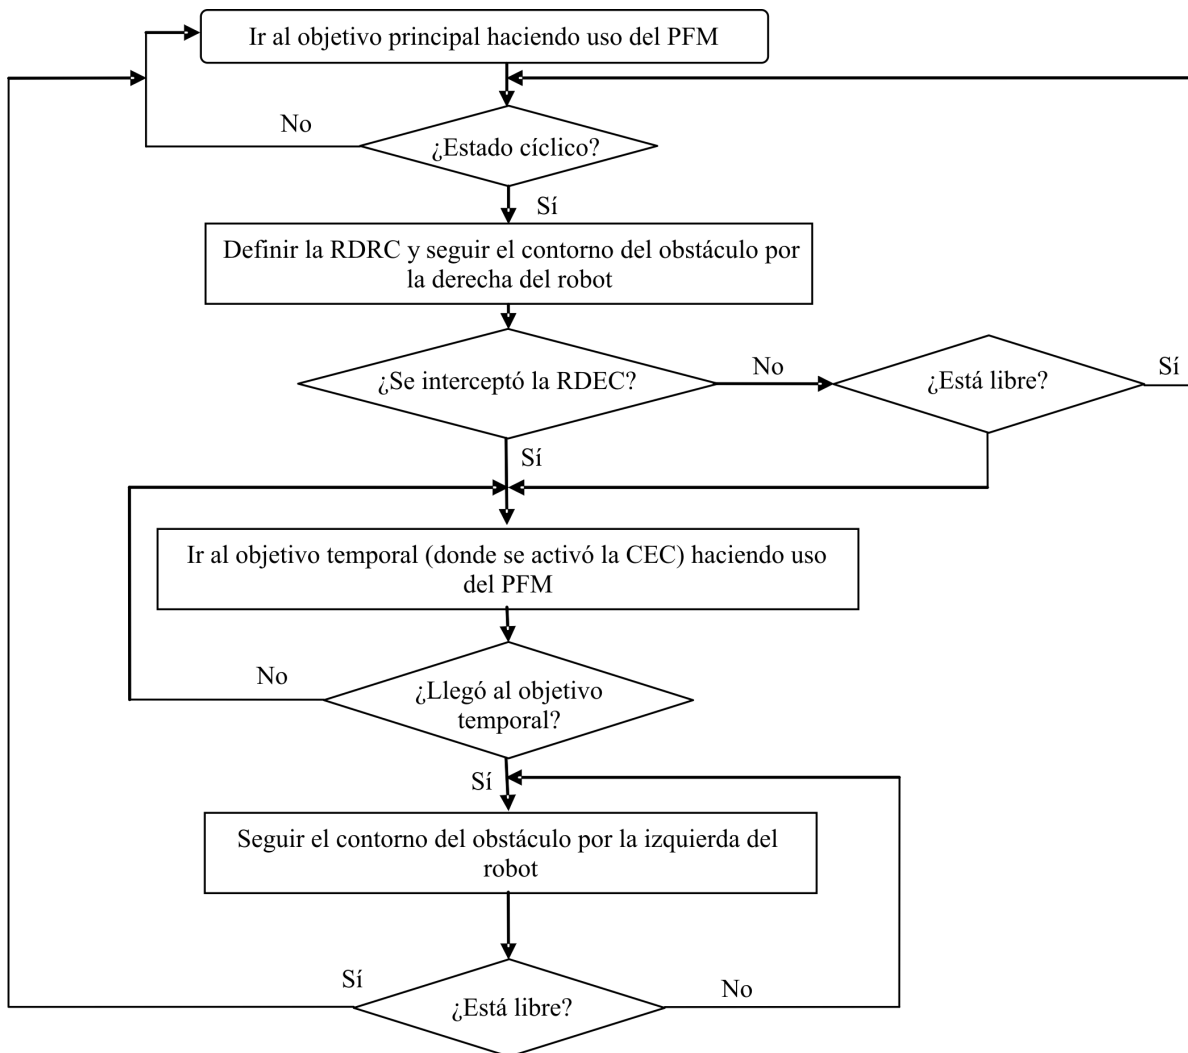 Ir al objetivo principal haciendo uso del PFM
No
¿Estado cíclico?
Sí
Definir la RDRC y seguir el contorno del obstáculo por
la derecha del robot
¿Se interceptó la RDEC?
No
¿Está libre?
Sí
Sí
Ir al objetivo temporal (donde se activó la CEC) haciendo uso
del PFM
No
¿Llegó al objetivo
temporal?
Sí
Seguir el contorno del obstáculo por la izquierda del
robot
Sí
¿Está libre?
No